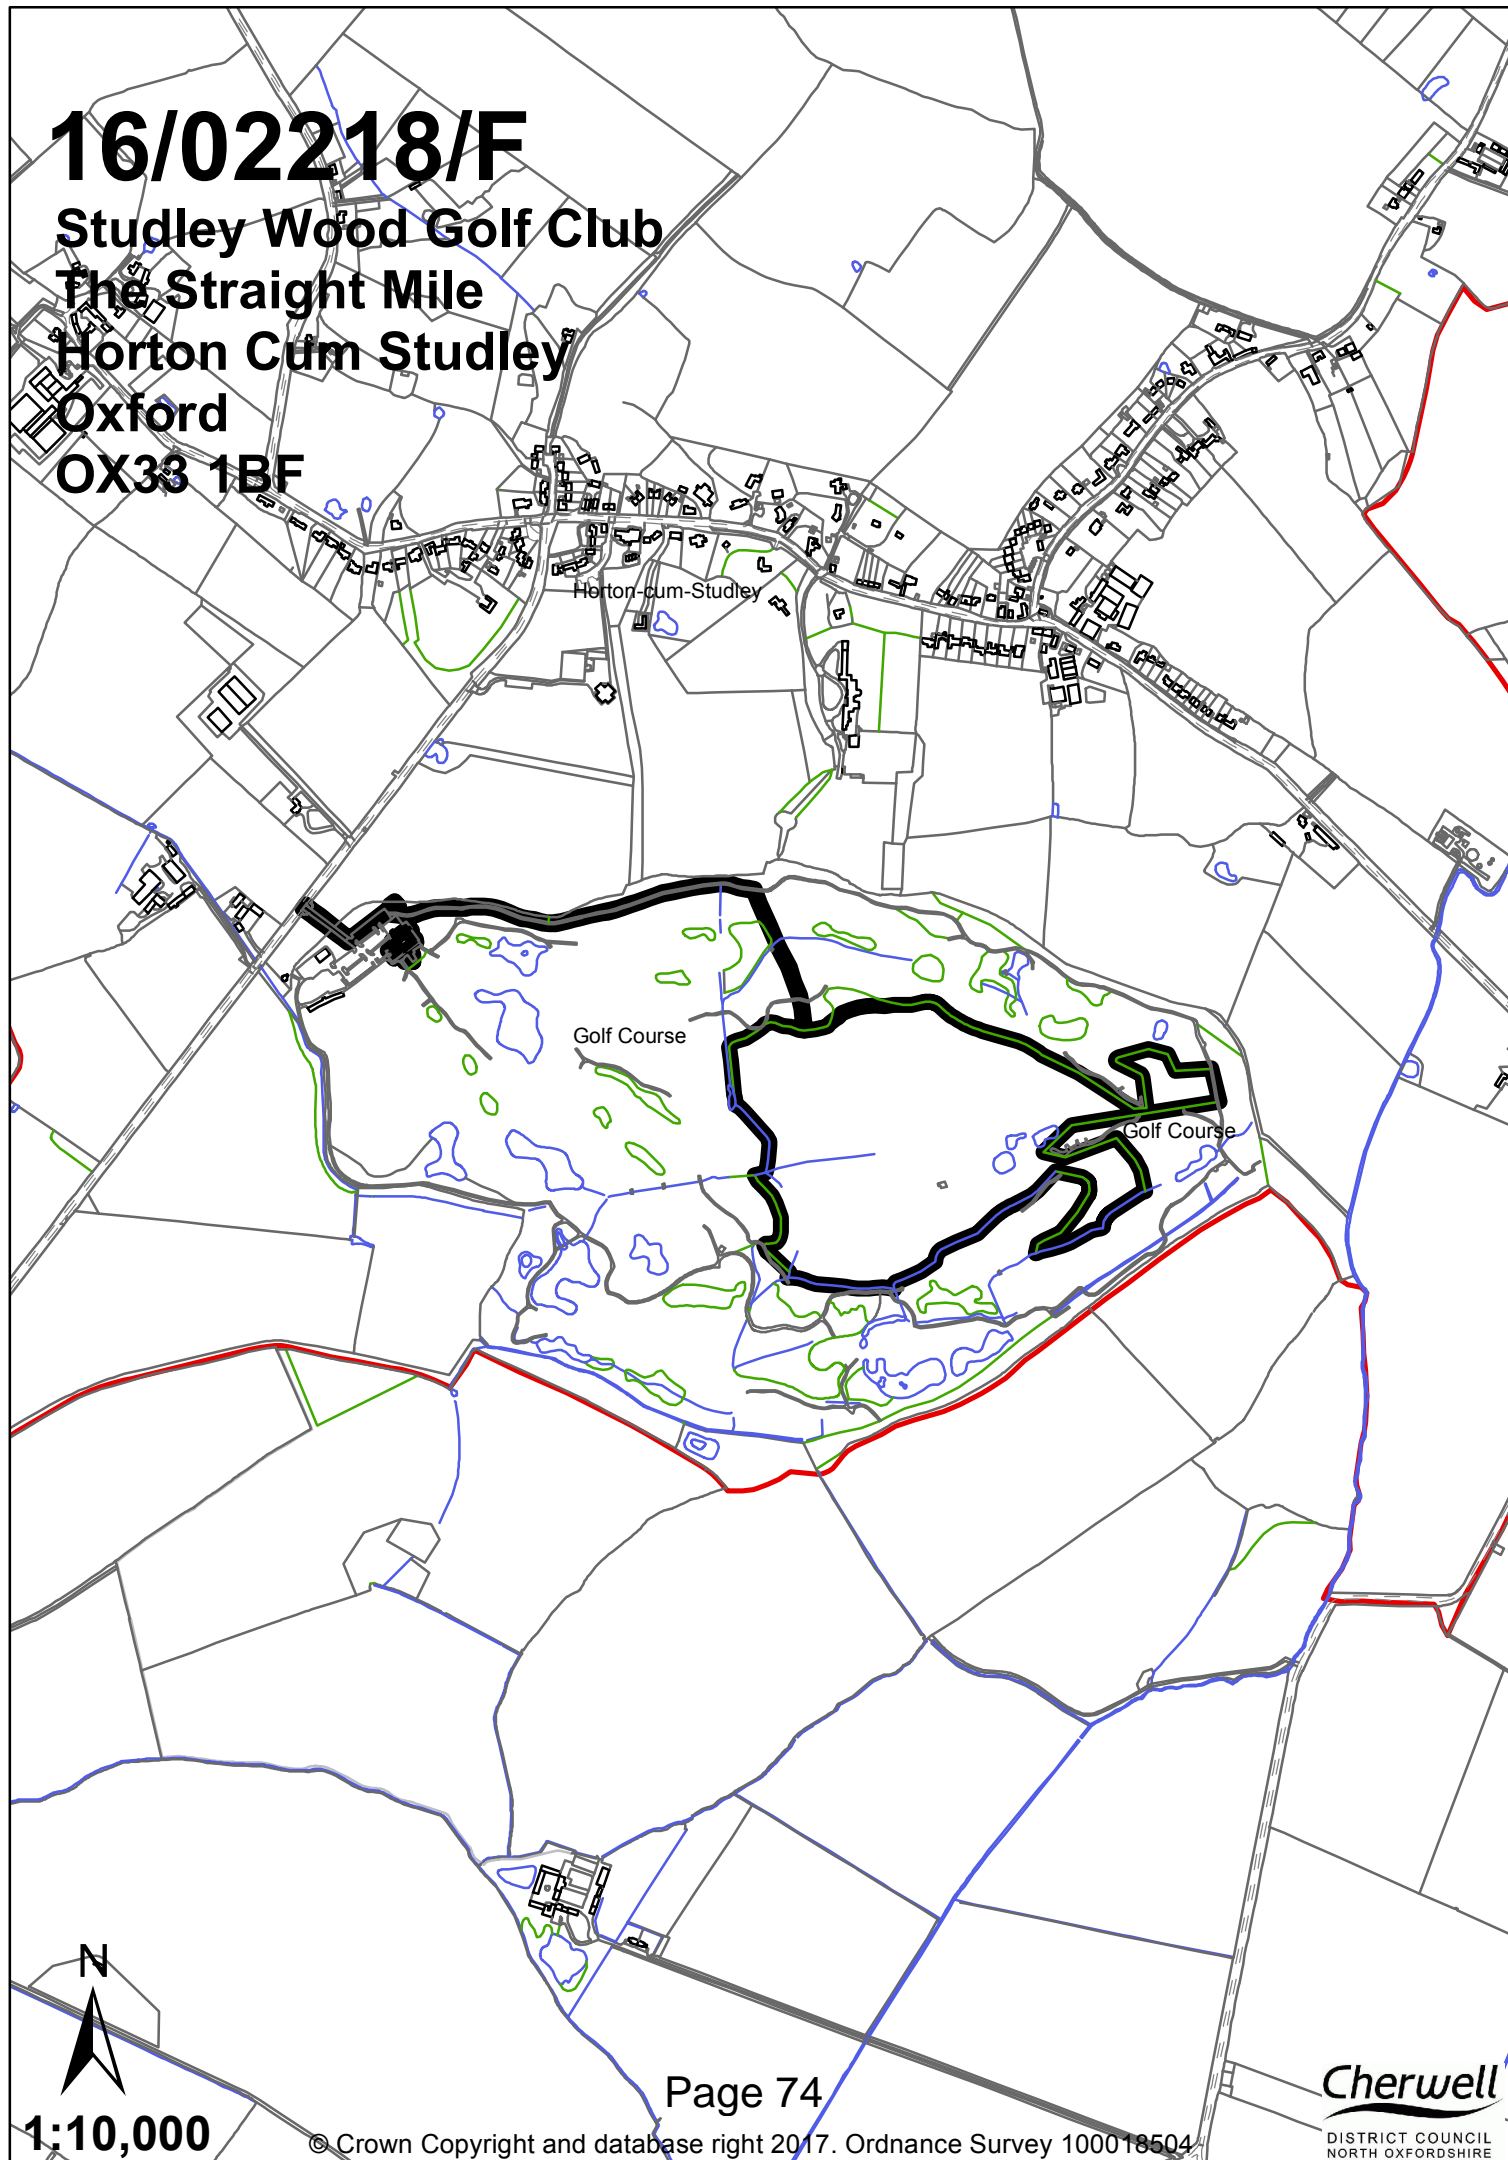 16/02218/F
Studley Wood Golf Club
The Straight Mile
Horton Cum Studley
Oxford
OX33 1BF
Horton-cum-Studley
Golf Course
Golf Course
N
1:10,000
Page 74
© Crown Copyright and database right 2017. Ordnance Survey 100018504
Cherwell
DISTRICT COUNCIL
NORTH OXFORDSHIRE